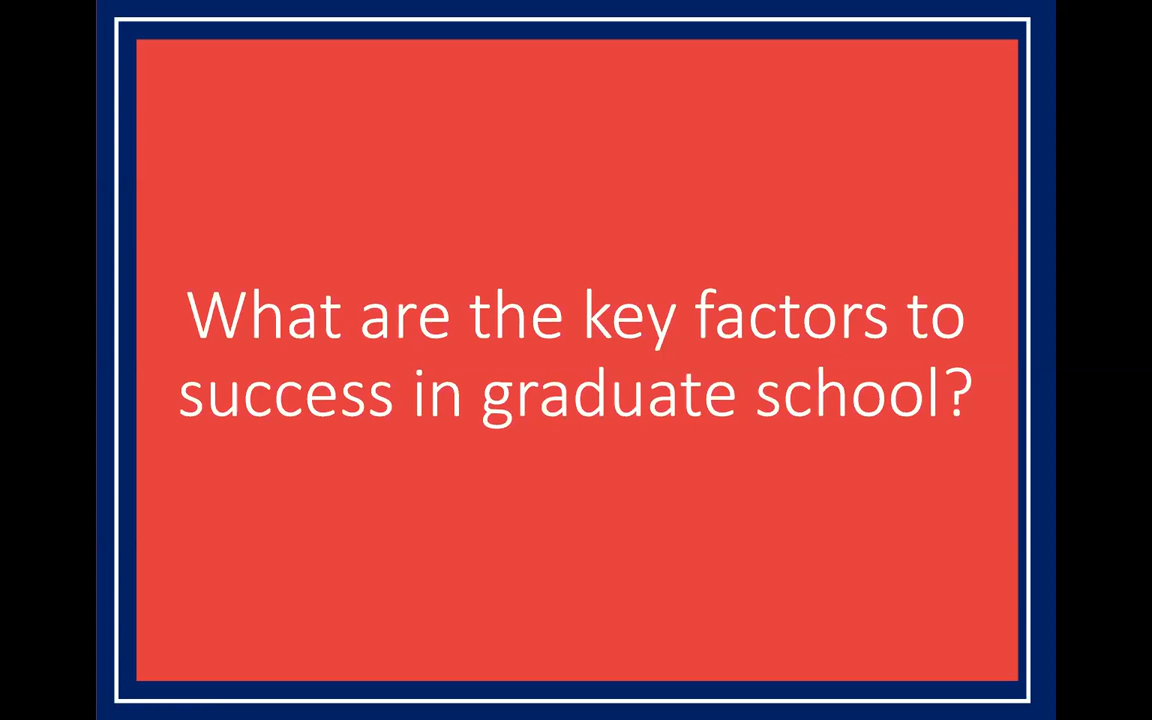 What are the key factors to
success in graduate school?